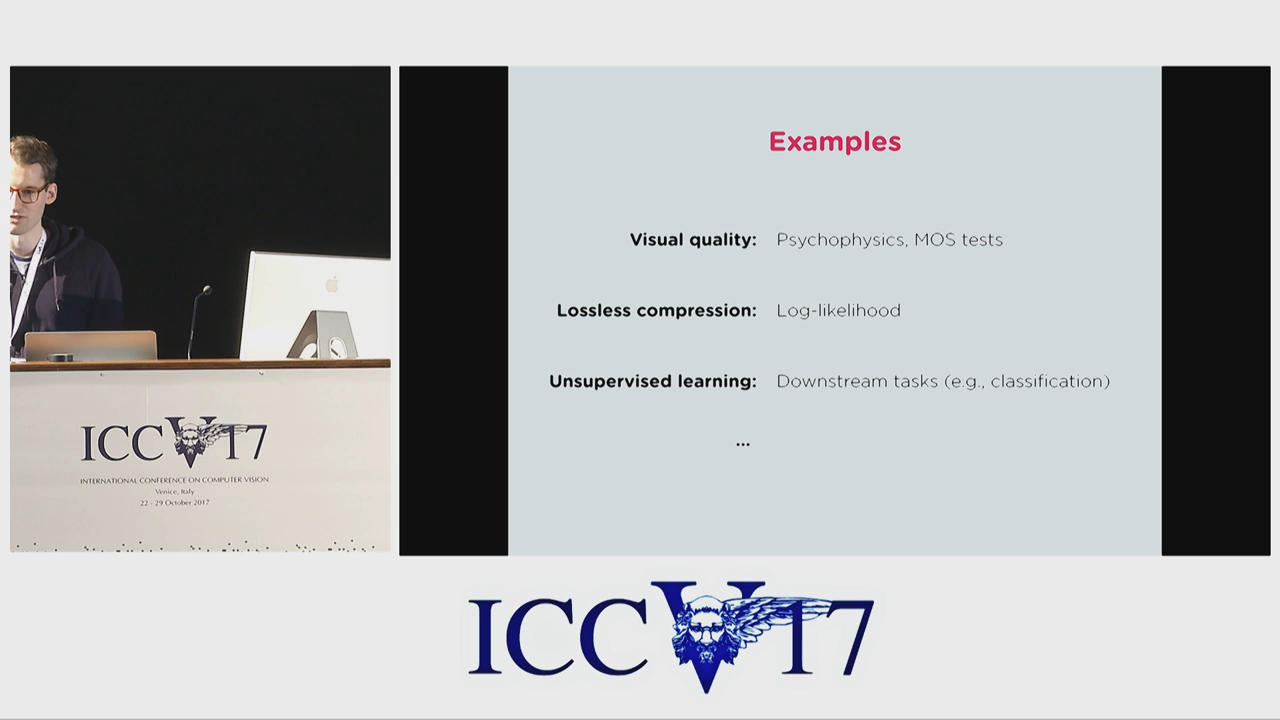 Examples
Visual quality: Psychophysics, MOS tests
Lossless compression: Log-likelihood
Unsupervised learning: Downstream tasks (e.g., classification)
...
ICCV17
INTERNATIONAL CONFERENCE ON COMPUTER VISION
Venice, Italy
22 - 29 October 2017
ICCV17